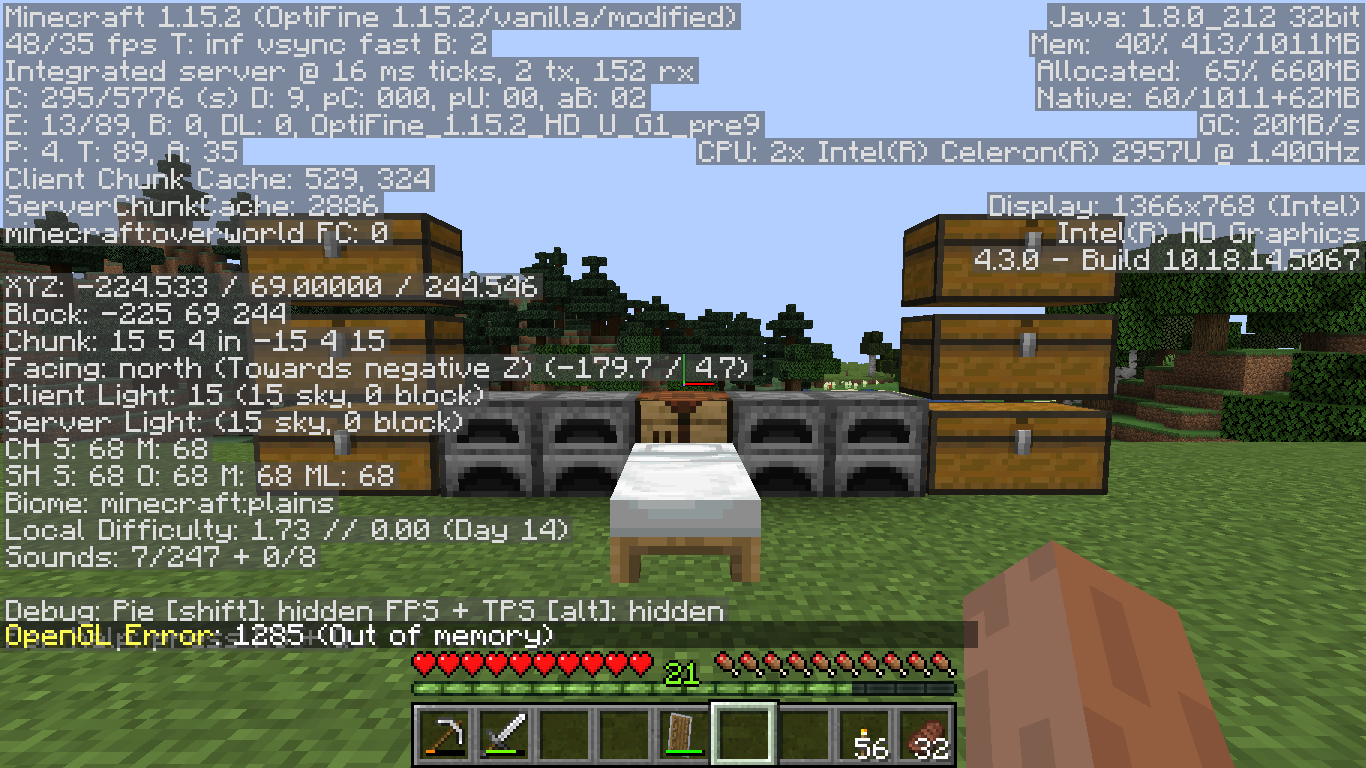 Minecraft 1.15.2 (OptiFine 1.15.2/vanilla/modified)
48/35 fps T: inf vsync fast B: 2
Integrated server @ 16 ms ticks, 2 tx, 152 rx
C: 295/5776 (s) D: 9, pC: 000, pU: 00, aB: 02
E: 13/89, B: 0, DL: 0, OptiFine_1.15.2_HD_U_G1_pre9
P: 4. T: 89, A: 35
Client Chunk Cache: 529, 324
ServerChunkCache: 2886
minecraft:overworld FC: 0
XYZ: -224.533 / 69.00000 / 244.546
Block: -225 69 244
Chunk: 15 5 4 in -15 4 15
Facing: north (Towards negative Z) (-179.7 / 4.7)
Client Light: 15 (15 sky, 0 block)
Server Light: (15 sky, 0 block)
CH S: 68 M: 68
SH S: 68 O: 68 M: 68 ML: 68
Biome: minecraft:plains
Local Difficulty: 1.73 // 0.00 (Day 14)
Sounds: 7/247 + 0/8
Debug: Pie [shift]: hidden FPS + TPS [alt]: hidden
OpenGL Error: 1285 (Out of memory)
Java: 1.8.0_212 32bit
Mem: 40% 413/1011MB
Allocated: 65% 660MB
Native: 60/1011+62MB
GC: 20MB/s
CPU: 2x Intel(R) Celeron(R) 2957U @ 1.40GHz
Display: 1366x768 (Intel)
Intel(R) HD Graphics
4.3.0 - Build 10.18.14.5067
21
56
32